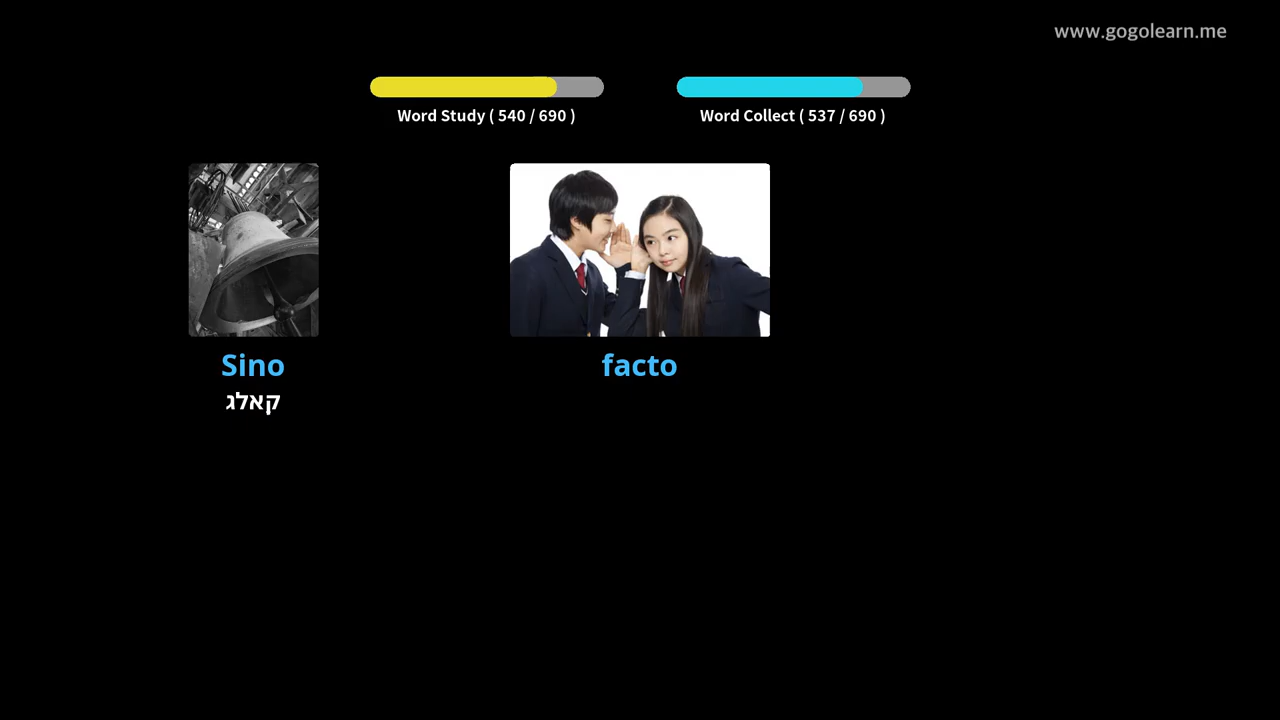 www.gogolearn.me
Word Study ( 540 / 690 )
Word Collect ( 537 / 690 )
Sino
קאלג
facto